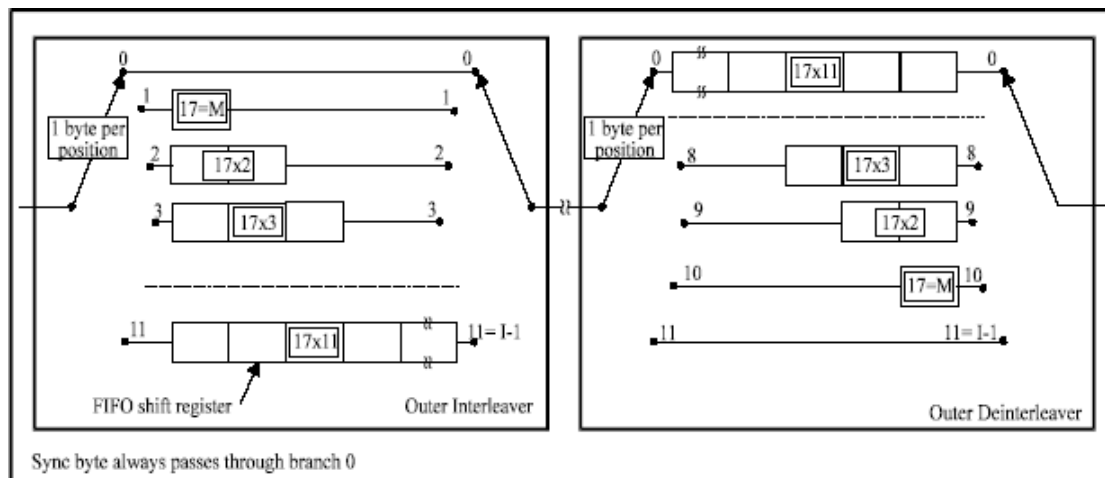 0 0
1 17=M 1
1 byte per
position
2 17x2 2
3 17x3 3
11 17x11 11= I-1
FIFO shift register Outer Interleaver
0 17x11 0
1 byte per
position
8 17x3 8
9 17x2 9
10 17=M 10
11 11= I-1
Outer Deinterleaver
Sync byte always passes through branch 0